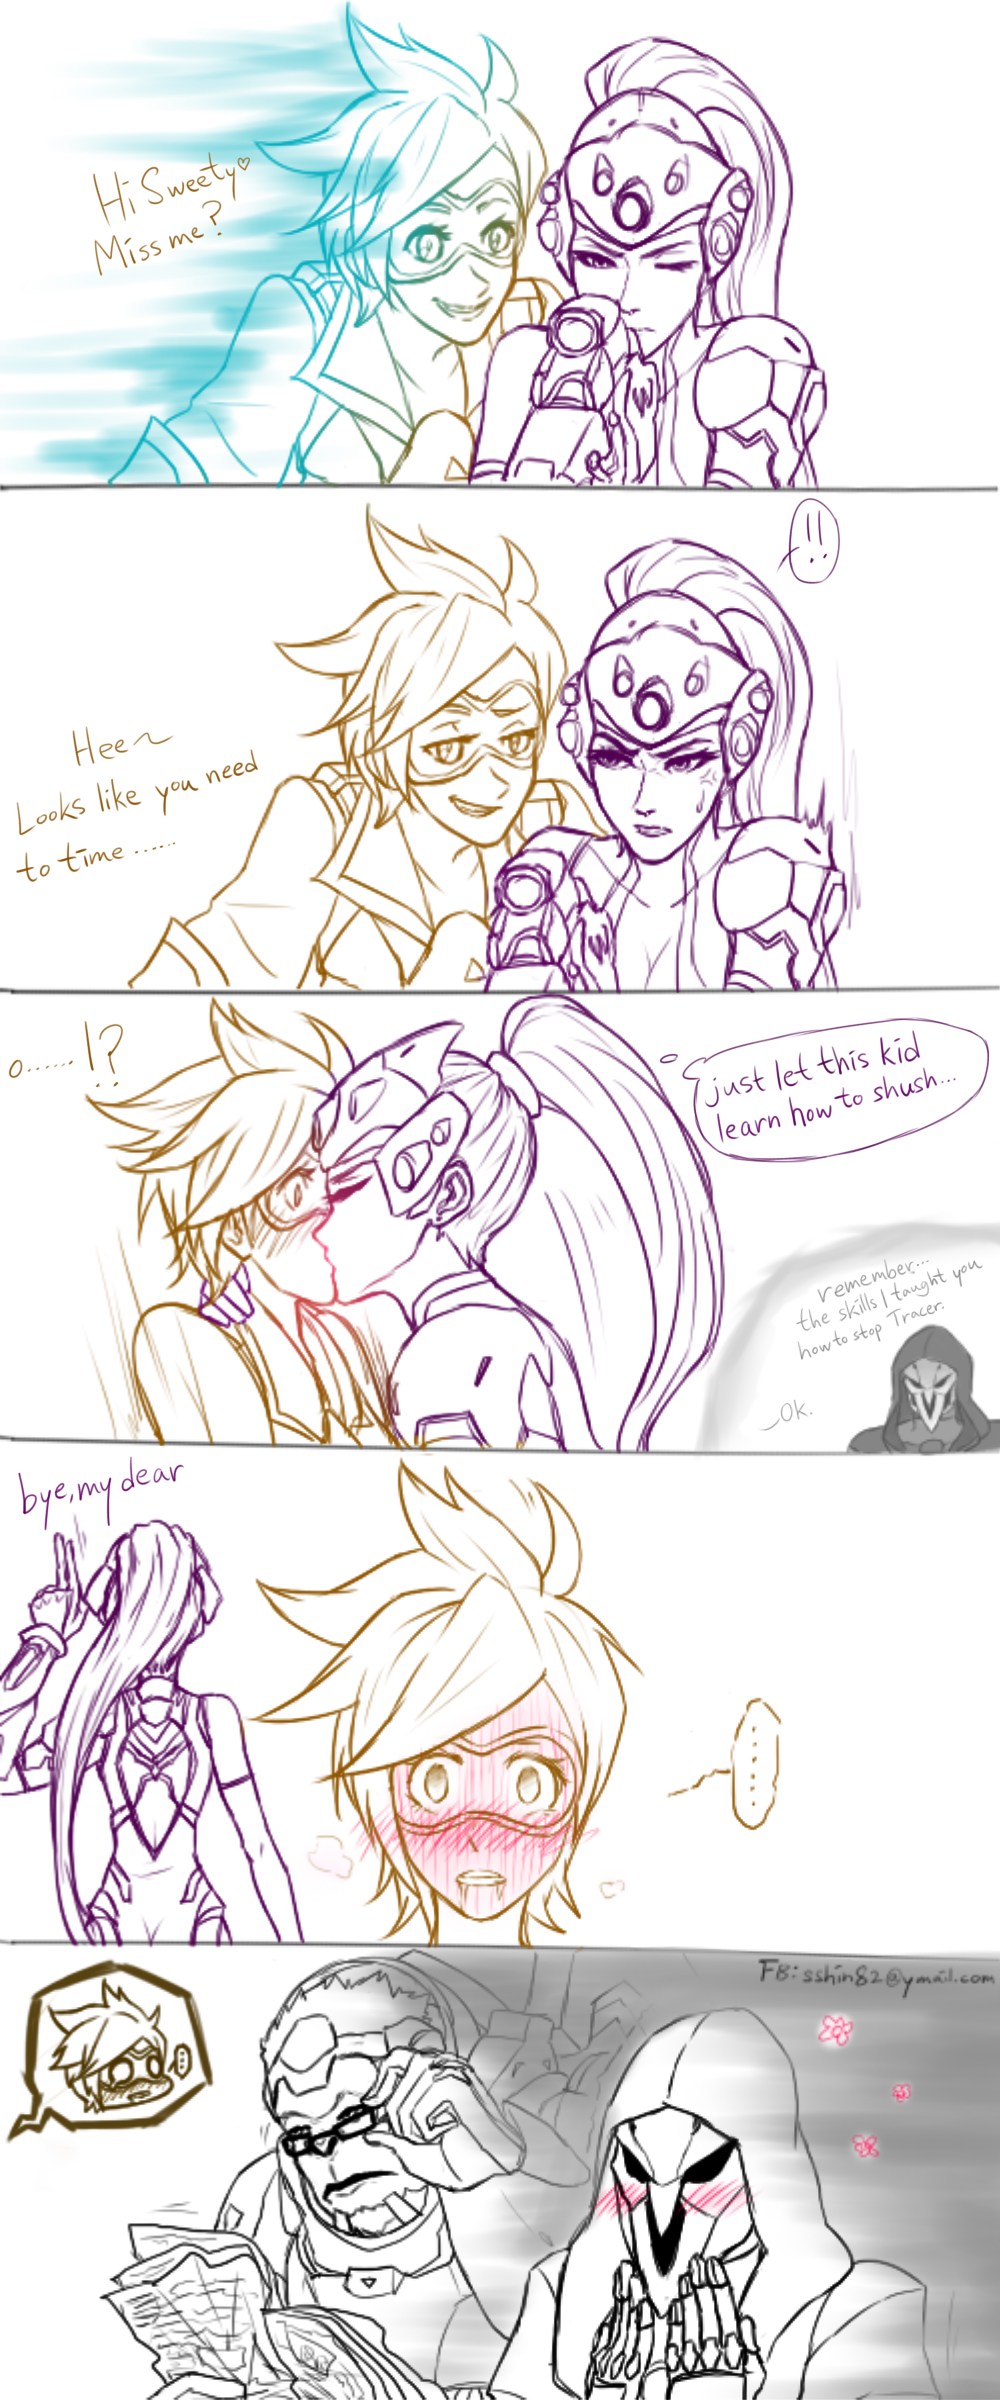 Hi Sweety♡
Miss me?
!!
Hee~
Looks like you need
to time ......
o...... !?
just let this kid
learn how to shush...
remember...
the skills I taught you
how to stop Tracer.
OK.
bye, my dear
......
FB: sshin82@ymail.com
...